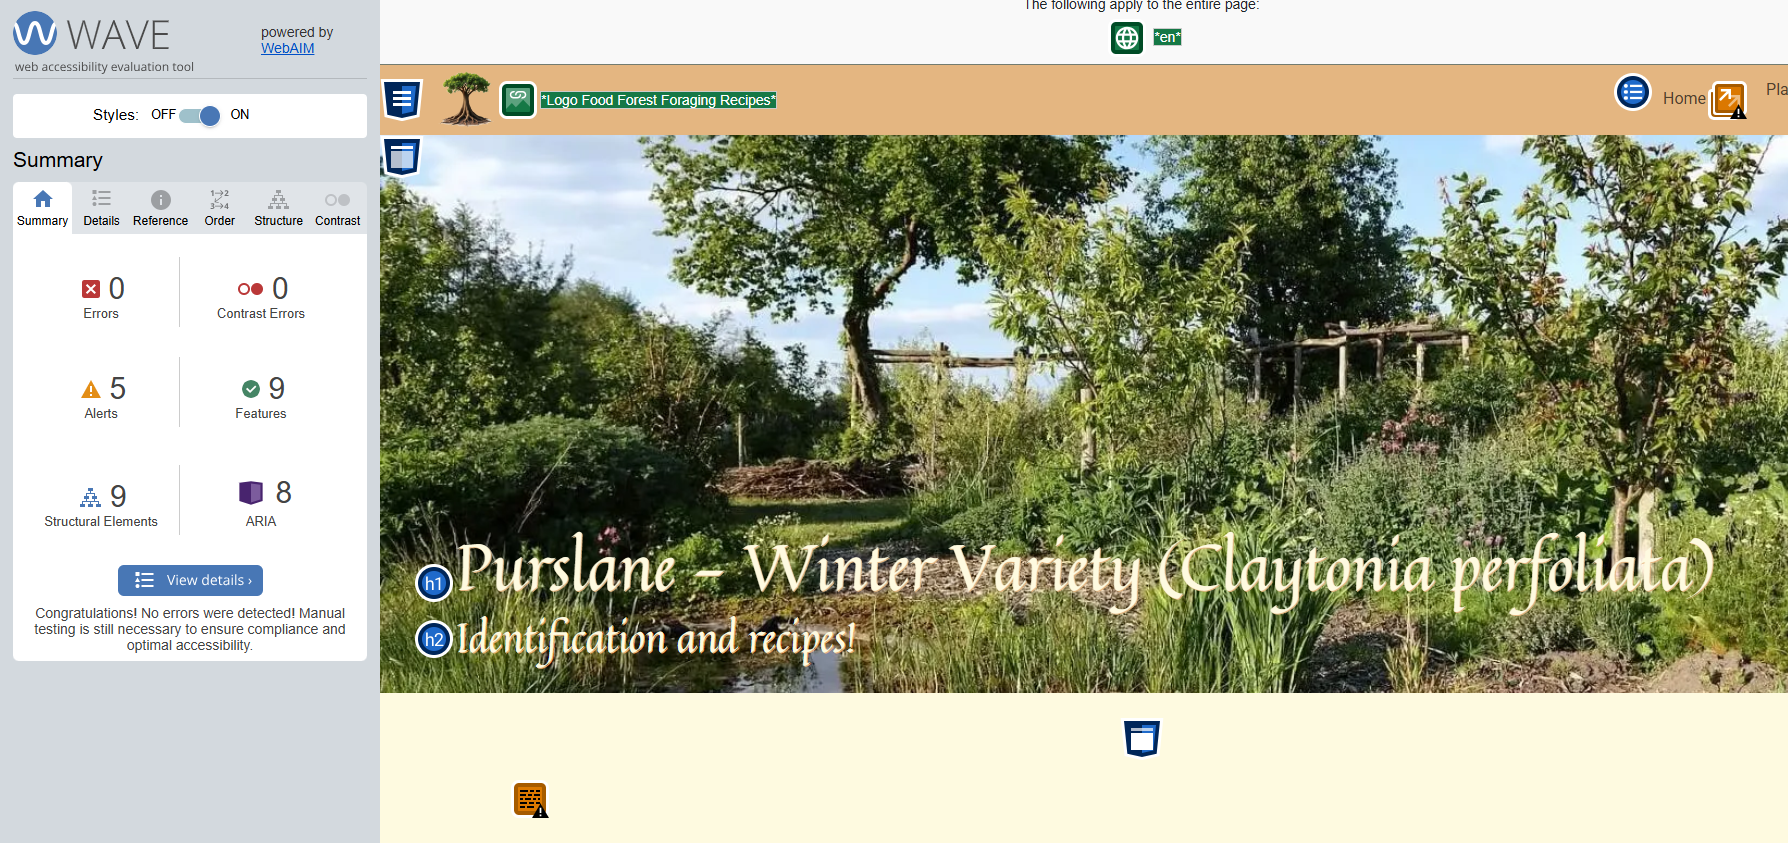 WAVE
powered by
WebAIM
web accessibility evaluation tool
Styles: OFF ON
Summary
Summary Details Reference Order Structure Contrast
0 Errors
0 Contrast Errors
5 Alerts
9 Features
9 Structural Elements
8 ARIA
View details ›
Congratulations! No errors were detected! Manual
testing is still necessary to ensure compliance and
optimal accessibility.
The following apply to the entire page:
*en*
*Logo Food Forest Foraging Recipes*
Home
Pla
h1 Purslane – Winter Variety (Claytonia perfoliata)
h2 Identification and recipes!